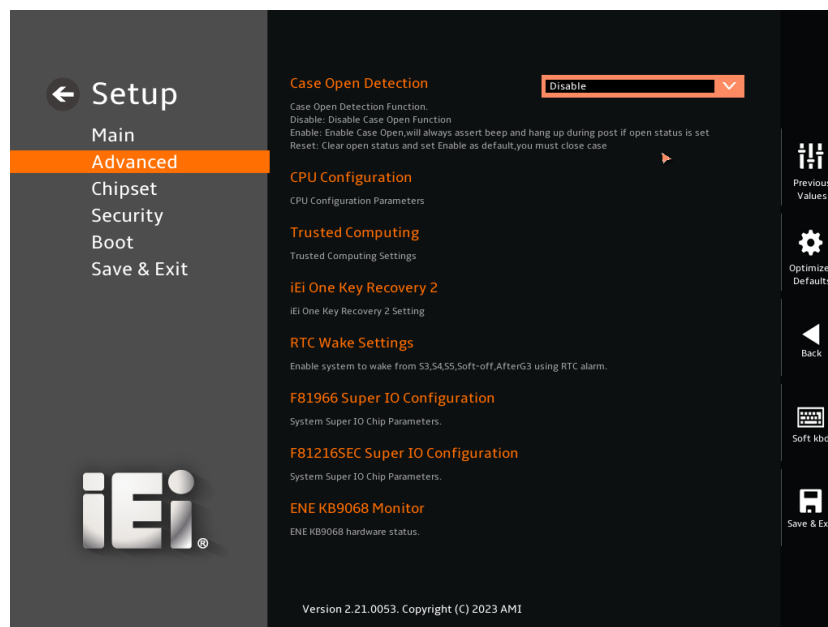 Setup
Main
Advanced
Chipset
Security
Boot
Save & Exit
iEi®
Case Open Detection
Disable
Case Open Detection Function.
Disable: Disable Case Open Function
Enable: Enable Case Open,will always assert beep and hang up during post if open status is set
Reset: Clear open status and set Enable as default,you must close case
CPU Configuration
CPU Configuration Parameters
Trusted Computing
Trusted Computing Settings
iEi One Key Recovery 2
iEi One Key Recovery 2 Setting
RTC Wake Settings
Enable system to wake from S3,S4,S5,Soft-off,AfterG3 using RTC alarm.
F81966 Super IO Configuration
System Super IO Chip Parameters.
F81216SEC Super IO Configuration
System Super IO Chip Parameters.
ENE KB9068 Monitor
ENE KB9068 hardware status.
Version 2.21.0053. Copyright (C) 2023 AMI
Previous
Values
Optimize
Defaults
Back
Soft kbd
Save & Ex